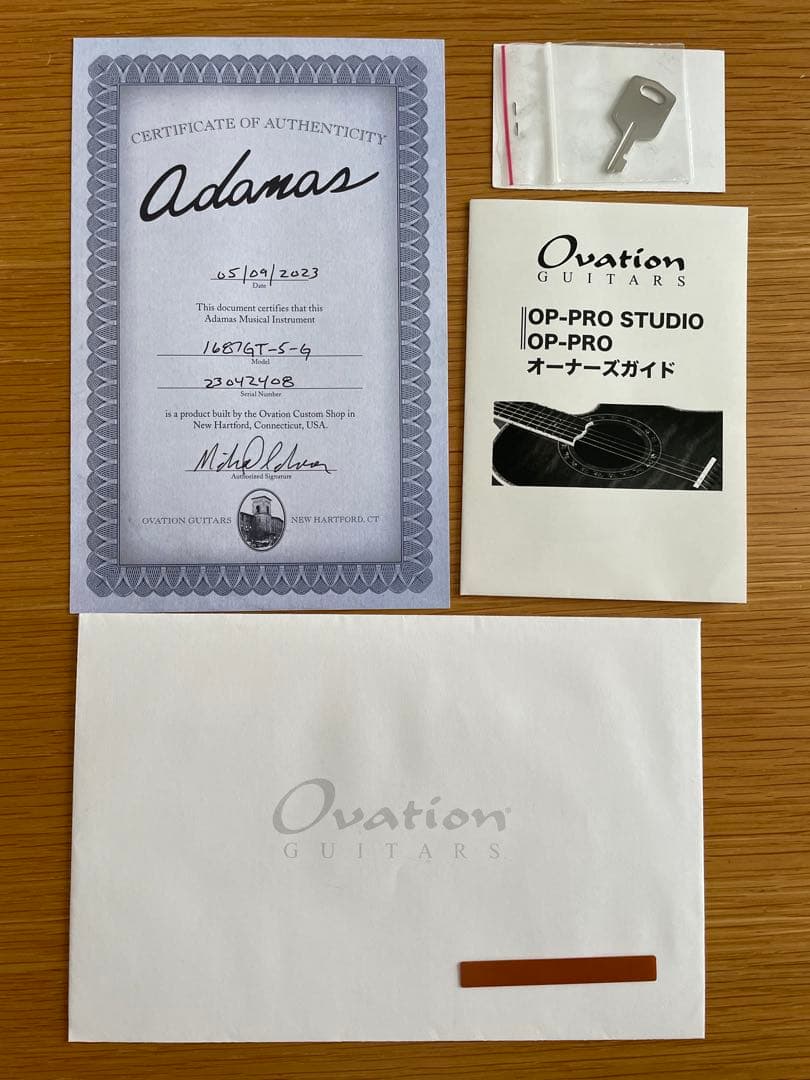 CERTIFICATE OF AUTHENTICITY
Adamas
05/09/2023
Date
This document certifies that this
Adamas Musical Instrument
1687GT-5-G
Model
23042408
Serial Number
is a product built by the Ovation Custom Shop in
New Hartford, Connecticut, USA.
Authorized Signature
OVATION GUITARS NEW HARTFORD, CT
Ovation
GUITARS
OP-PRO STUDIO
OP-PRO
オーナーズガイド
Ovation®
GUITARS